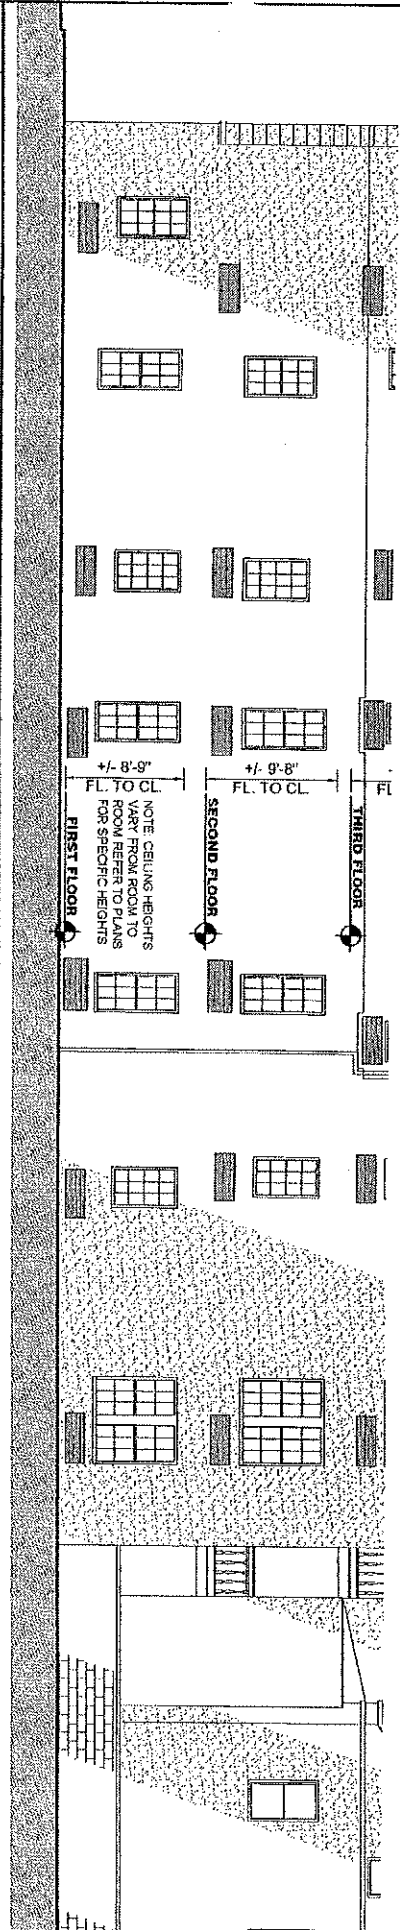 +/- 8'-9"
FL. TO CL.
+/- 9'-8"
FL. TO CL.
FL
NOTE: CEILING HEIGHTS
VARY FROM ROOM TO
ROOM REFER TO PLANS
FOR SPECIFIC HEIGHTS
FIRST FLOOR
SECOND FLOOR
THIRD FLOOR